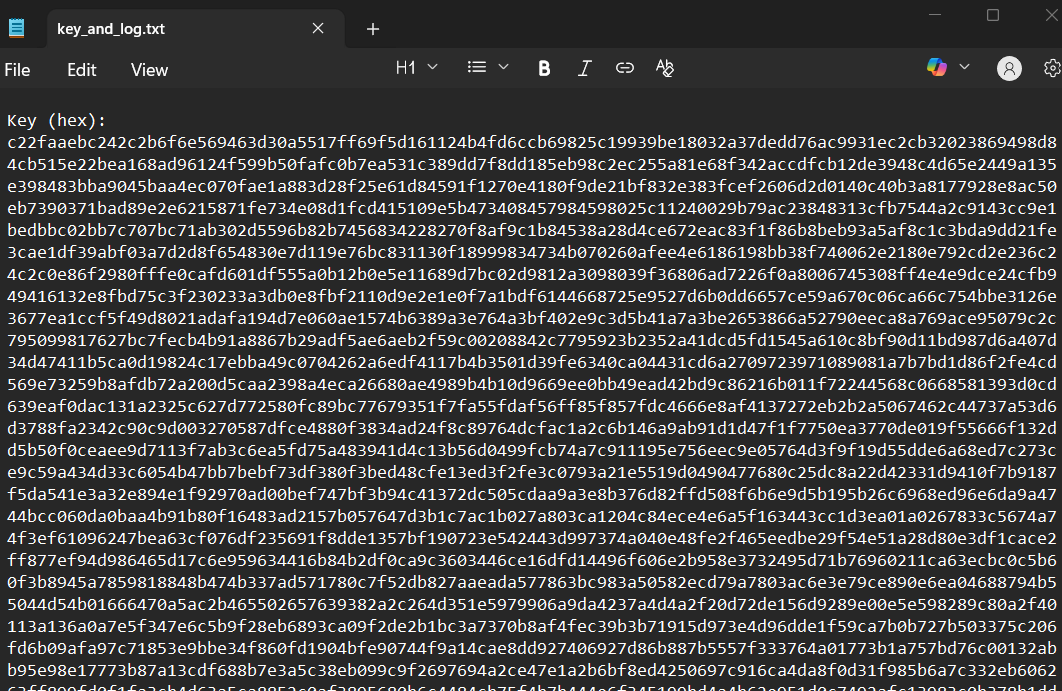 key_and_log.txt
File Edit View H1 B I
Key (hex):
c22faaebc242c2b6f6e569463d30a5517ff69f5d161124b4fd6ccb69825c19939be18032a37dedd76ac9931ec2cb32023869498d8
4cb515e22bea168ad96124f599b50fafc0b7ea531c389dd7f8dd185eb98c2ec255a81e68f342accdfcb12de3948c4d65e2449a135
e398483bba9045baa4ec070fae1a883d28f25e61d84591f1270e4180f9de21bf832e383fcef2606d2d0140c40b3a8177928e8ac50
eb7390371bad89e2e6215871fe734e08d1fcd415109e5b473408457984598025c11240029b79ac23848313cfb7544a2c9143cc9e1
bedbbc02bb7c707bc71ab302d5596b82b7456834228270f8af9c1b84538a28d4ce672eac83f1f86b8beb93a5af8c1c3bda9dd21fe
3cae1df39abf03a7d2d8f654830e7d119e76bc831130f18999834734b070260afee4e6186198bb38f740062e2180e792cd2e236c2
4c2c0e86f2980fffe0cafd601df555a0b12b0e5e11689d7bc02d9812a3098039f36806ad7226f0a8006745308ff4e4e9dce24cfb9
49416132e8fbd75c3f230233a3db0e8fbf2110d9e2e1e0f7a1bdf6144668725e9527d6b0dd6657ce59a670c06ca66c754bbe3126e
3677ea1ccf5f49d8021adafa194d7e060ae1574b6389a3e764a3bf402e9c3d5b41a7a3be2653866a52790eeca8a769ace95079c2c
795099817627bc7fecb4b91a8867b29adf5ae6aeb2f59c00208842c7795923b2352a41dcd5fd1545a610c8bf90d11bd987d6a407d
34d47411b5ca0d19824c17ebba49c0704262a6edf4117b4b3501d39fe6340ca04431cd6a2709723971089081a7b7bd1d86f2fe4cd
569e73259b8afdb72a200d5caa2398a4eca26680ae4989b4b10d9669ee0bb49ead42bd9c86216b011f72244568c0668581393d0cd
639eaf0dac131a2325c627d772580fc89bc77679351f7fa55fdaf56ff85f857fdc4666e8af4137272eb2b2a5067462c44737a53d6
d3788fa2342c90c9d003270587dfce4880f3834ad24f8c89764dcfac1a2c6b146a9ab91d1d47f1f7750ea3770de019f55666f132d
d5b50f0ceaee9d7113f7ab3c6ea5fd75a483941d4c13b56d0499fcb74a7c911195e756eec9e05764d3f9f19d55dde6a68ed7c273c
e9c59a434d33c6054b47bb7bebf73df380f3bed48cfe13ed3f2fe3c0793a21e5519d0490477680c25dc8a22d42331d9410f7b9187
f5da541e3a32e894e1f92970ad00bef747bf3b94c41372dc505cdaa9a3e8b376d82ffd508f6b6e9d5b195b26c6968ed96e6da9a47
44bcc060da0baa4b91b80f16483ad2157b057647d3b1c7ac1b027a803ca1204c84ece4e6a5f163443cc1d3ea01a0267833c5674a7
4f3ef61096247bea63cf076df235691f8dde1357bf190723e542443d997374a040e48fe2f465eedbe29f54e51a28d80e3df1cace2
ff877ef94d986465d17c6e959634416b84b2df0ca9c3603446ce16dfd14496f606e2b958e3732495d71b76960211ca63ecbc0c5b6
0f3b8945a7859818848b474b337ad571780c7f52db827aaeada577863bc983a50582ecd79a7803ac6e3e79ce890e6ea04688794b5
5044d54b01666470a5ac2b465502657639382a2c264d351e5979906a9da4237a4d4a2f20d72de156d9289e00e5e598289c80a2f40
113a136a0a7e5f347e6c5b9f28eb6893ca09f2de2b1bc3a7370b8af4fec39b3b71915d973e4d96dde1f59ca7b0b727b503375c206
fd6b09afa97c71853e9bbe34f860fd1904bfe90744f9a14cae8dd927406927d86b887b5557f333764a01773b1a757bd76c00132ab
b95e98e17773b87a13cdf688b7e3a5c38eb099c9f2697694a2ce47e1a2b6bf8ed4250697c916ca4da8f0d31f985b6a7c332eb6062